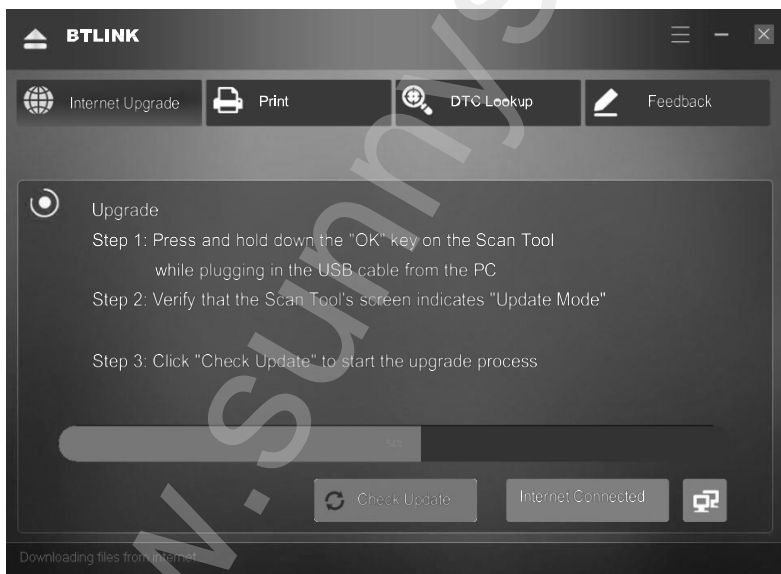 BTLINK
Internet Upgrade Print DTC Lookup Feedback
Upgrade
Step 1: Press and hold down the "OK" key on the Scan Tool
while plugging in the USB cable from the PC
Step 2: Verify that the Scan Tool's screen indicates "Update Mode"
Step 3: Click "Check Update" to start the upgrade process
Check Update Internet Connected
Downloading files from internet